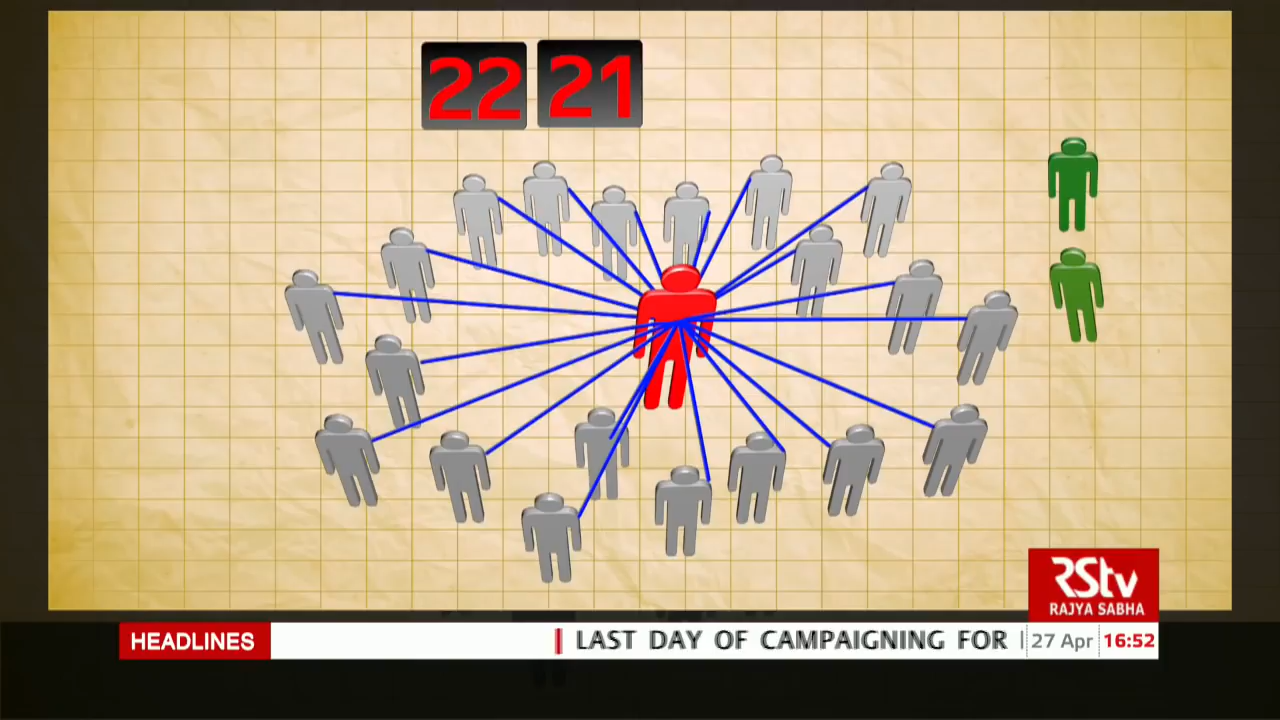 22 21
RSTV
RAJYA SABHA
HEADLINES
LAST DAY OF CAMPAIGNING FOR
27 Apr
16:52